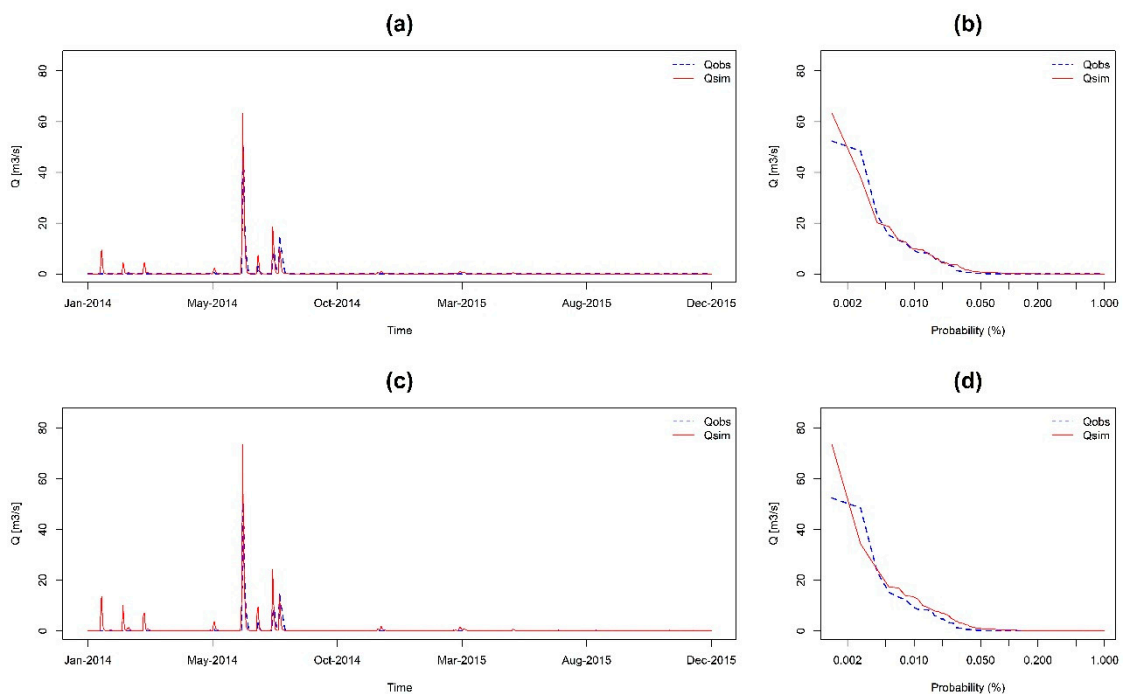 (a)
Qobs
Qsim
80
60
40
20
0
Q [m3/s]
Jan-2014 May-2014 Oct-2014 Mar-2015 Aug-2015 Dec-2015
Time
(b)
Qobs
Qsim
80
60
40
20
0
Q [m3/s]
0.002 0.010 0.050 0.200 1.000
Probability (%)
(c)
Qobs
Qsim
80
60
40
20
0
Q [m3/s]
Jan-2014 May-2014 Oct-2014 Mar-2015 Aug-2015 Dec-2015
Time
(d)
Qobs
Qsim
80
60
40
20
0
Q [m3/s]
0.002 0.010 0.050 0.200 1.000
Probability (%)